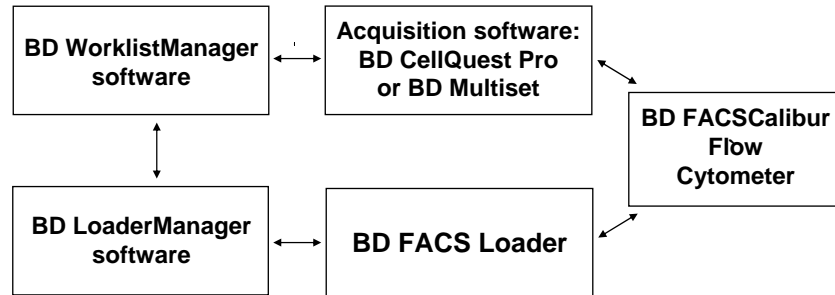 BD WorklistManager
software
Acquisition software:
BD CellQuest Pro
or BD Multiset
BD FACSCalibur
Flow
Cytometer
BD LoaderManager
software
BD FACS Loader